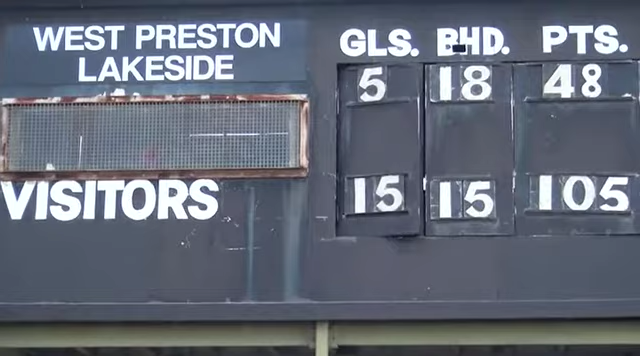 WEST PRESTON
LAKESIDE
GLS. BHD. PTS.
5 18 48
VISITORS
15 15 105